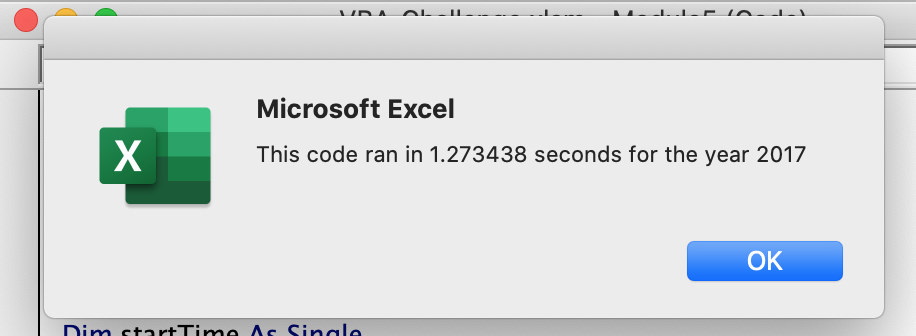 VBA_Challenge.xlsm - Module5 (Code)
X
Microsoft Excel
This code ran in 1.273438 seconds for the year 2017
OK
Dim startTime As Single